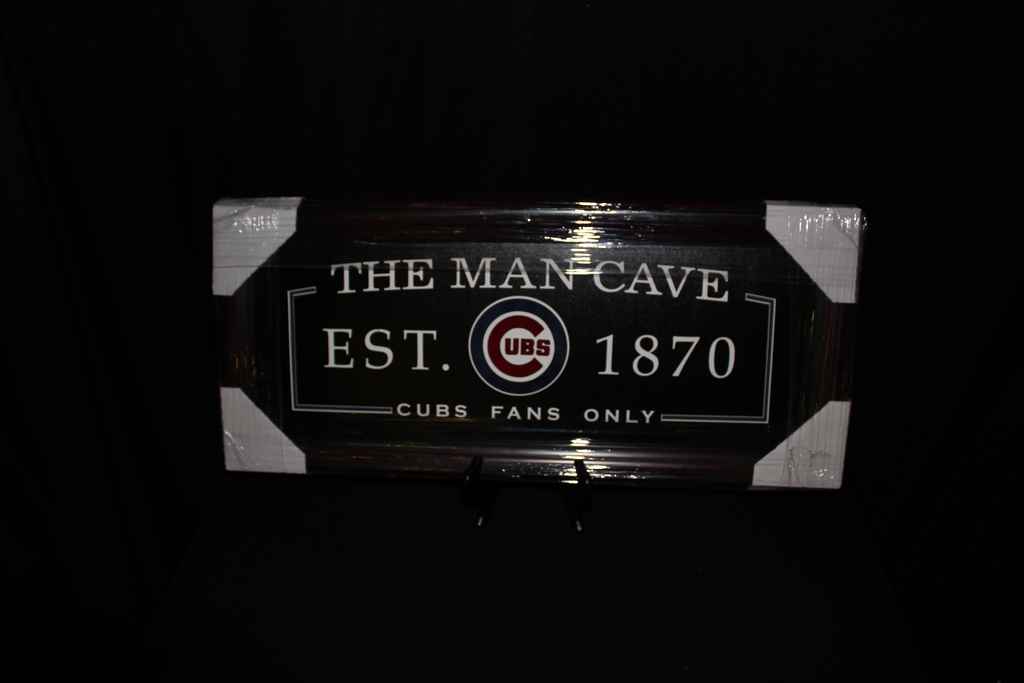 THE MAN CAVE
EST. CUBS 1870
CUBS FANS ONLY